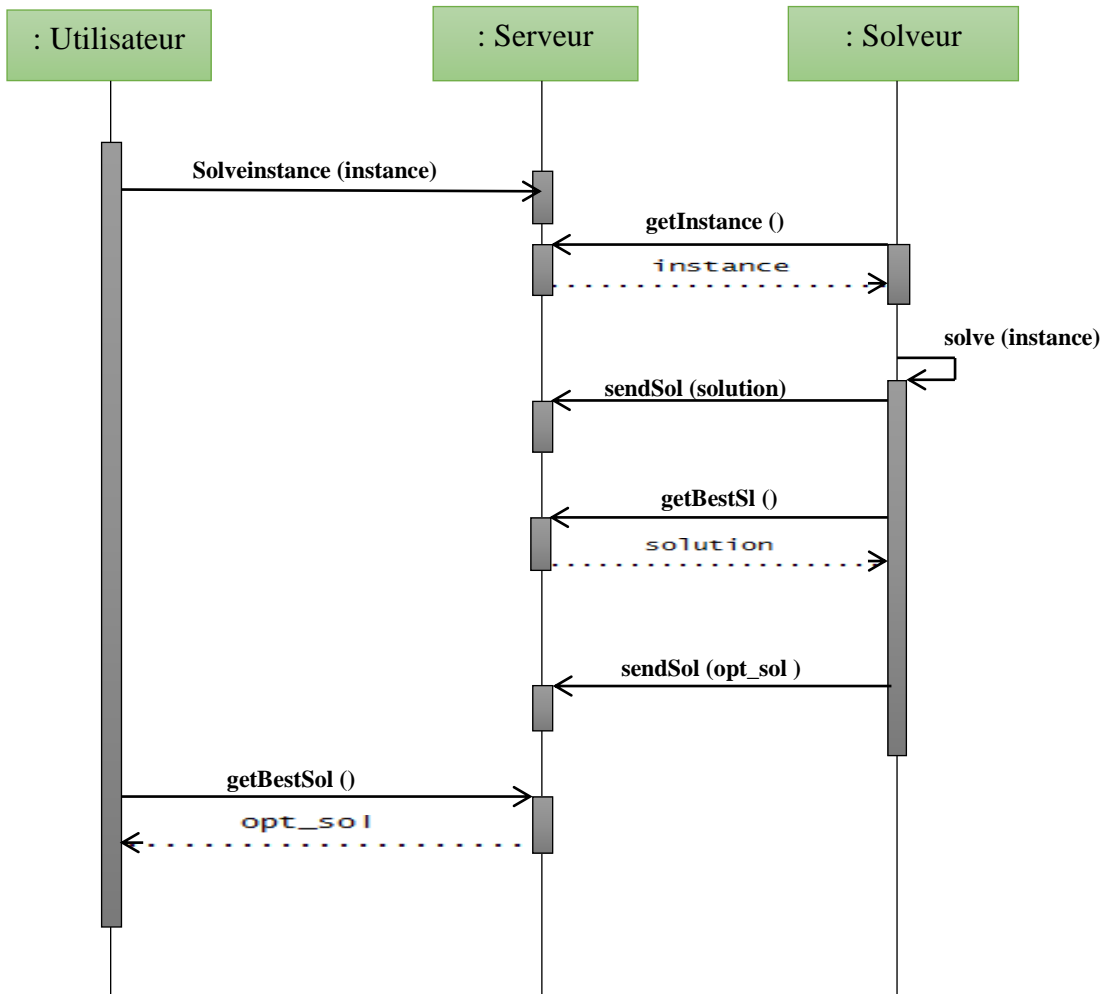 : Utilisateur
: Serveur
: Solveur
Solveinstance (instance)
getInstance ()
instance
solve (instance)
sendSol (solution)
getBestSl ()
solution
sendSol (opt_sol )
getBestSol ()
opt_sol